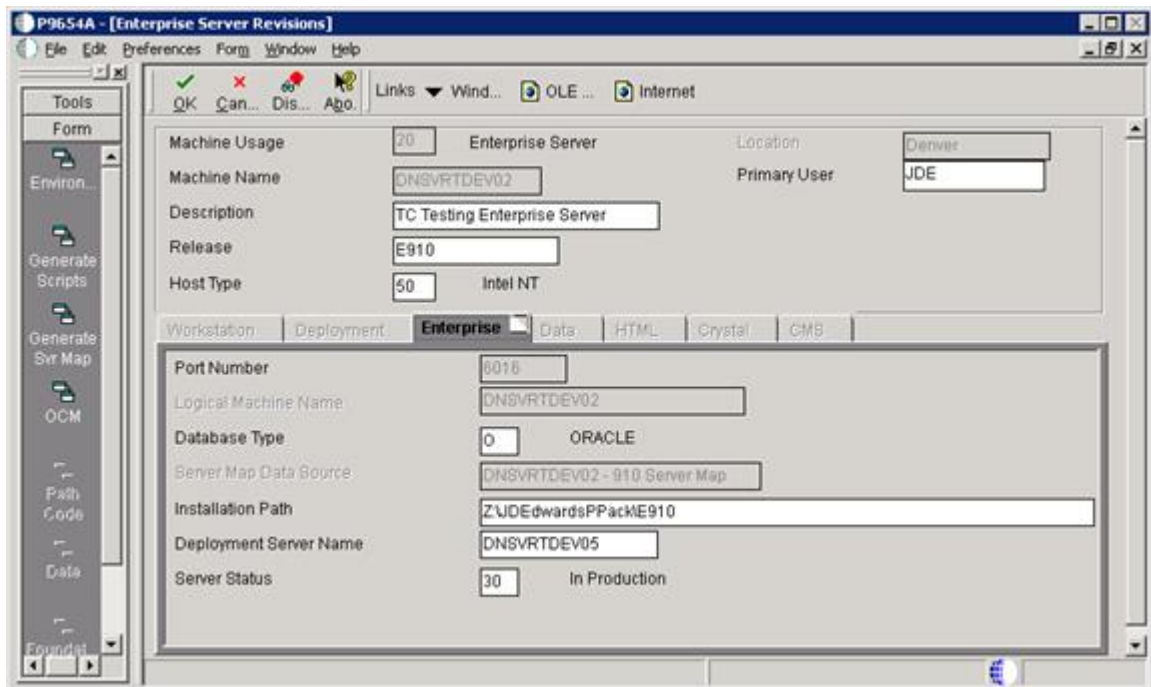 P9654A - [Enterprise Server Revisions]
File Edit Preferences Form Window Help
Tools
Form
Environ...
Generate Scripts
Generate Svr Map
OCM
Path Code
Data
Foundat...
OK Can... Dis... Abo. Links Wind... OLE ... Internet
Machine Usage 20 Enterprise Server Location Denver
Machine Name DNSVRTDEV02 Primary User JDE
Description TC Testing Enterprise Server
Release E910
Host Type 50 Intel NT
Workstation Deployment Enterprise Data HTML Crystal CMS
Port Number 6016
Logical Machine Name DNSVRTDEV02
Database Type O ORACLE
Server Map Data Source DNSVRTDEV02 - 910 Server Map
Installation Path Z:\JDEdwardsPPack\E910
Deployment Server Name DNSVRTDEV05
Server Status 30 In Production